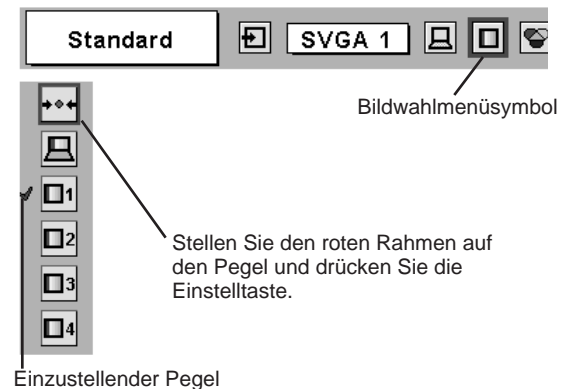 Standard
SVGA 1
Bildwahlmenüsymbol
1
2
3
4
Stellen Sie den roten Rahmen auf
den Pegel und drücken Sie die
Einstelltaste.
Einzustellender Pegel